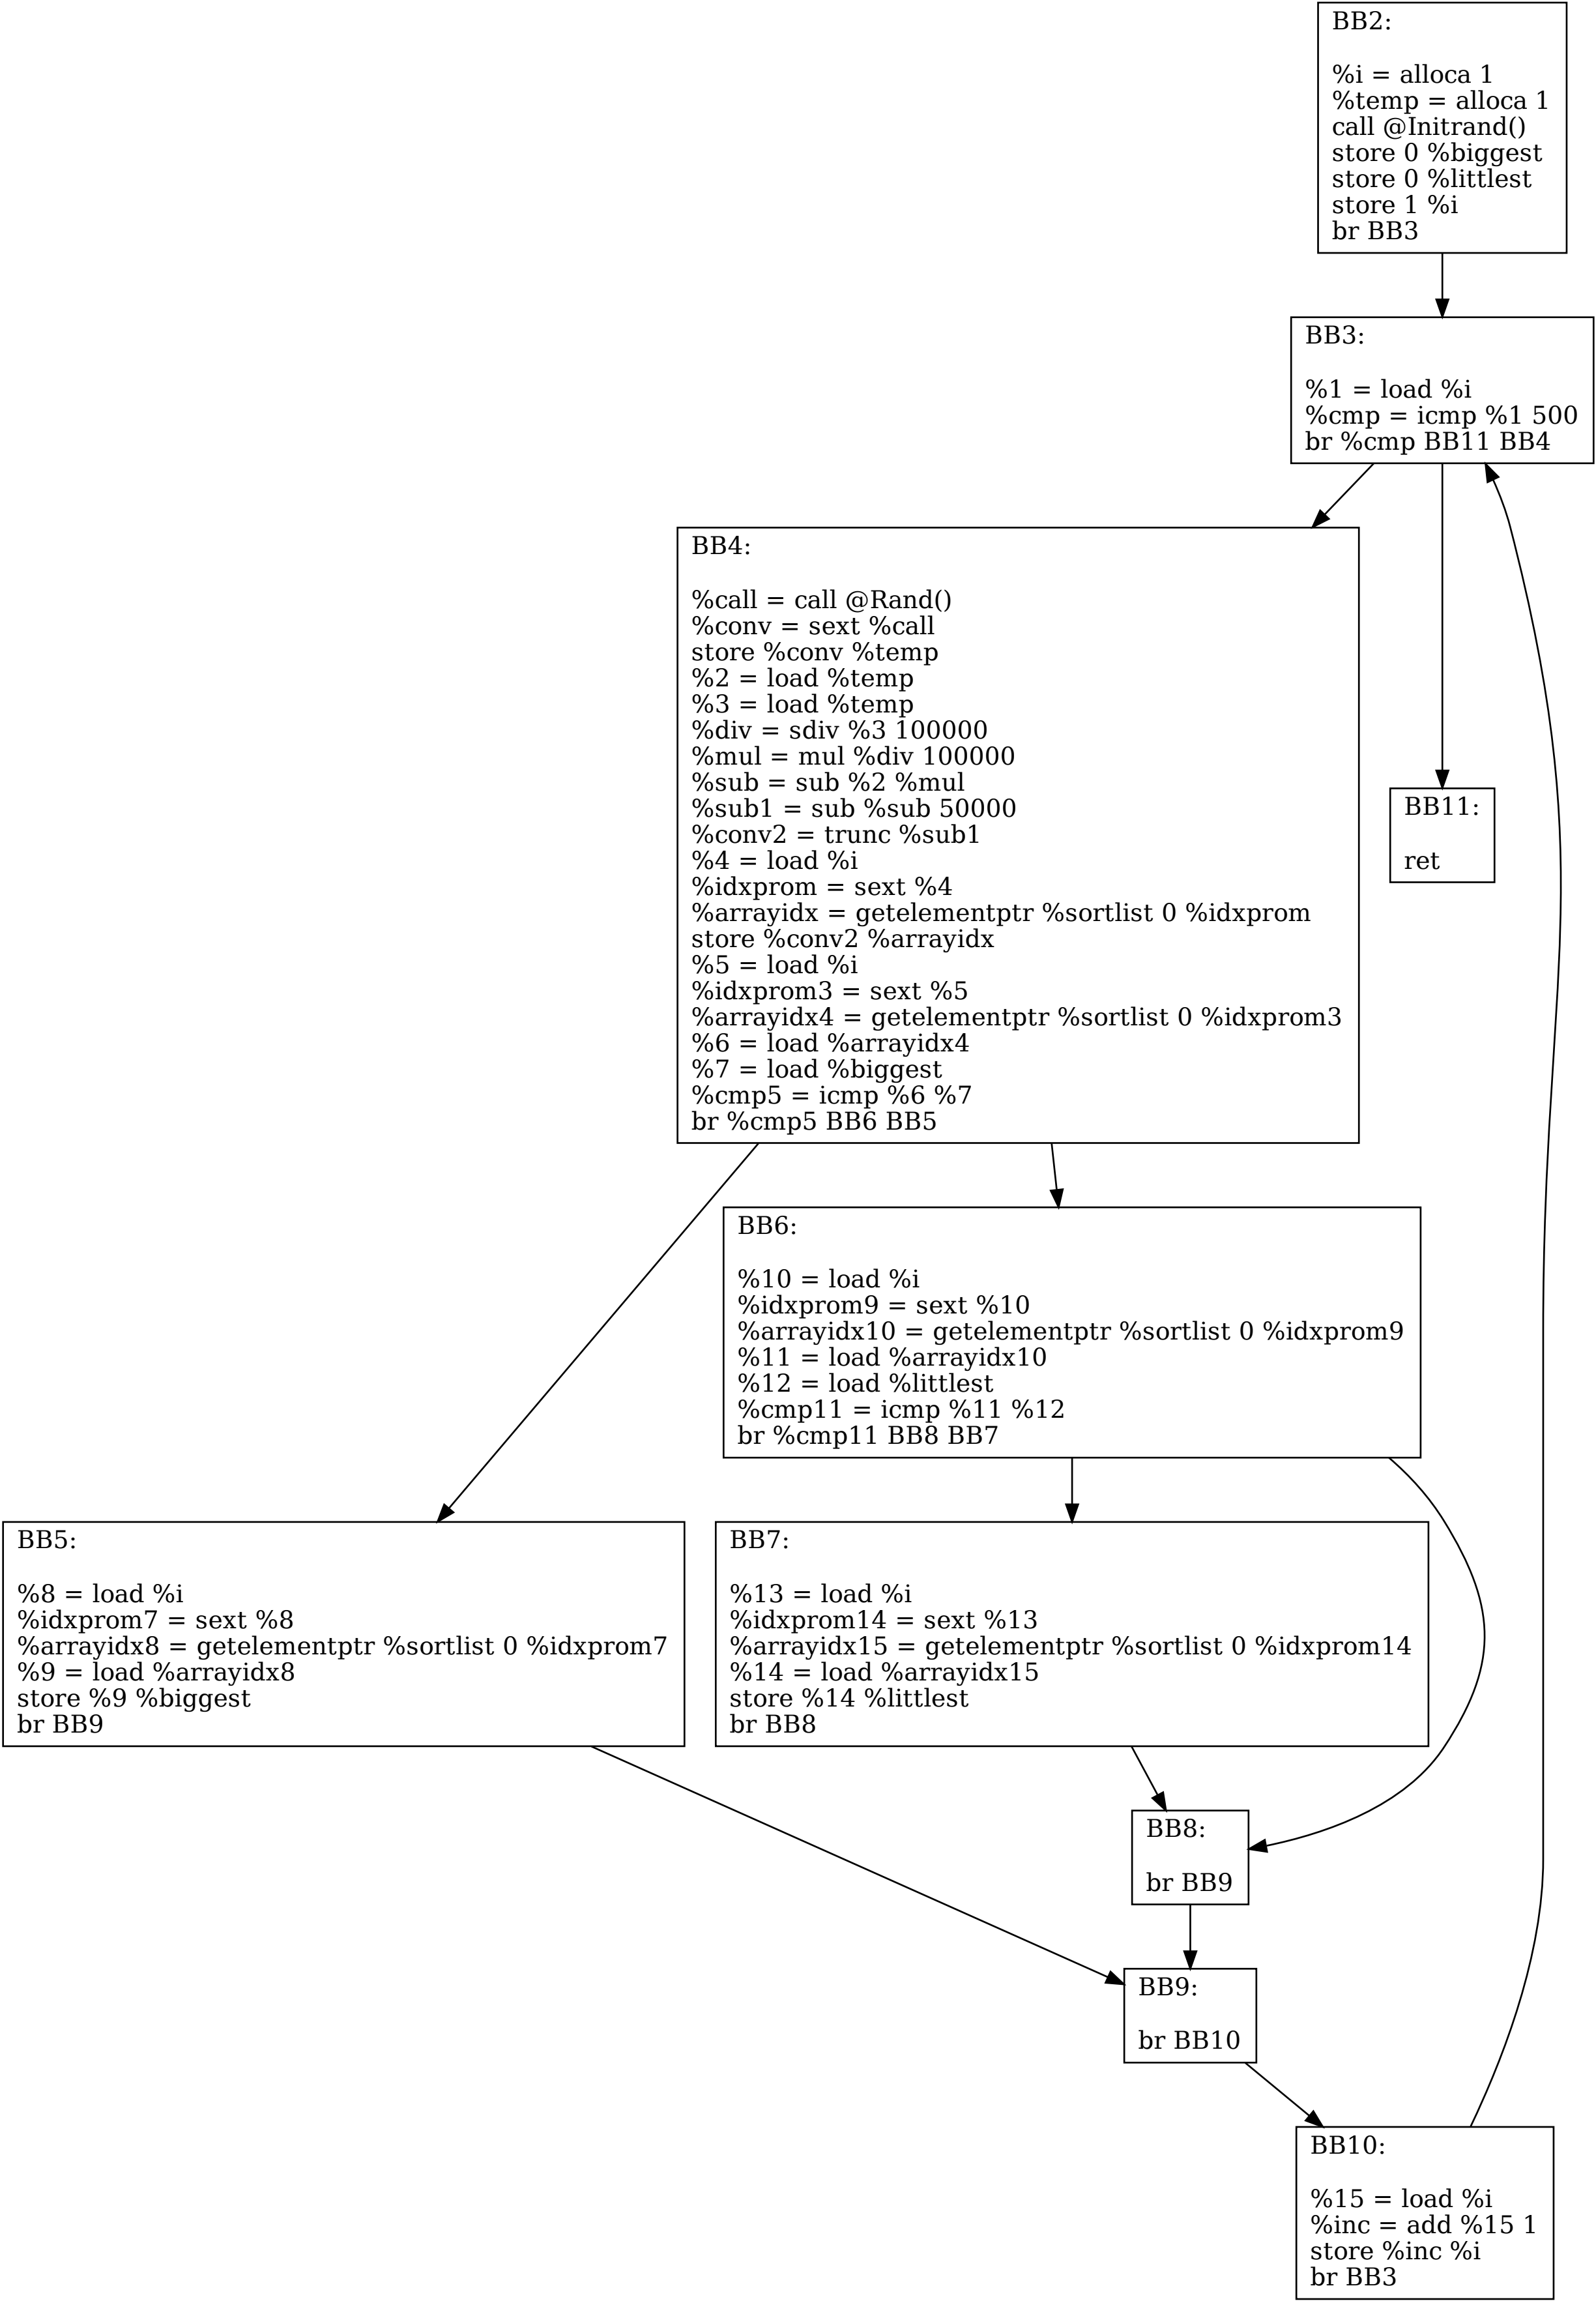 BB2:
%i = alloca 1
%temp = alloca 1
call @Initrand()
store 0 %biggest
store 0 %littlest
store 1 %i
br BB3
BB3:
%1 = load %i
%cmp = icmp %1 500
br %cmp BB11 BB4
BB4:
%call = call @Rand()
%conv = sext %call
store %conv %temp
%2 = load %temp
%3 = load %temp
%div = sdiv %3 100000
%mul = mul %div 100000
%sub = sub %2 %mul
%sub1 = sub %sub 50000
%conv2 = trunc %sub1
%4 = load %i
%idxprom = sext %4
%arrayidx = getelementptr %sortlist 0 %idxprom
store %conv2 %arrayidx
%5 = load %i
%idxprom3 = sext %5
%arrayidx4 = getelementptr %sortlist 0 %idxprom3
%6 = load %arrayidx4
%7 = load %biggest
%cmp5 = icmp %6 %7
br %cmp5 BB6 BB5
BB11:
ret
BB6:
%10 = load %i
%idxprom9 = sext %10
%arrayidx10 = getelementptr %sortlist 0 %idxprom9
%11 = load %arrayidx10
%12 = load %littlest
%cmp11 = icmp %11 %12
br %cmp11 BB8 BB7
BB5:
%8 = load %i
%idxprom7 = sext %8
%arrayidx8 = getelementptr %sortlist 0 %idxprom7
%9 = load %arrayidx8
store %9 %biggest
br BB9
BB7:
%13 = load %i
%idxprom14 = sext %13
%arrayidx15 = getelementptr %sortlist 0 %idxprom14
%14 = load %arrayidx15
store %14 %littlest
br BB8
BB8:
br BB9
BB9:
br BB10
BB10:
%15 = load %i
%inc = add %15 1
store %inc %i
br BB3